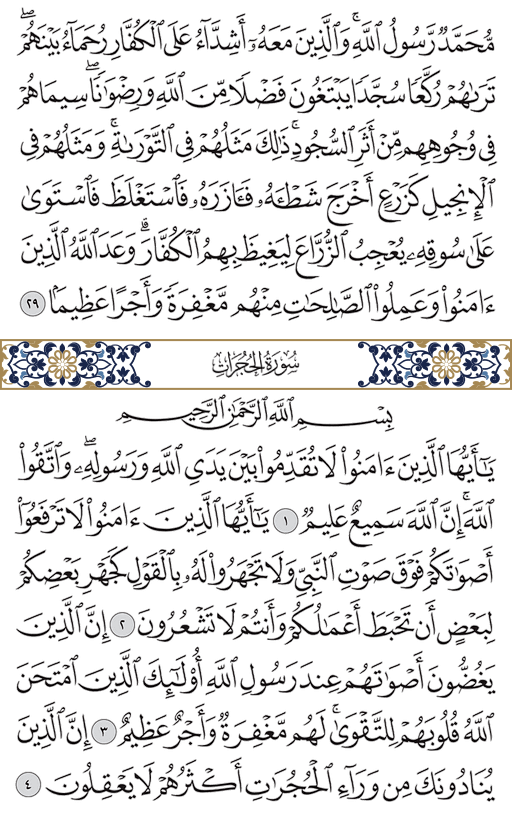 مُّحَمَّدٌ رَّسُولُ ٱللَّهِۚ وَٱلَّذِينَ مَعَهُۥٓ أَشِدَّآءُ عَلَى ٱلْكُفَّارِ رُحَمَآءُ بَيْنَهُمْۖ
تَرَىٰهُمْ رُكَّعًا سُجَّدًا يَبْتَغُونَ فَضْلًا مِّنَ ٱللَّهِ وَرِضْوَٰنًاۖ سِيمَاهُمْ
فِى وُجُوهِهِم مِّنْ أَثَرِ ٱلسُّجُودِۚ ذَٰلِكَ مَثَلُهُمْ فِى ٱلتَّوْرَىٰةِۚ وَمَثَلُهُمْ فِى
ٱلْإِنجِيلِ كَزَرْعٍ أَخْرَجَ شَطْـَٔهُۥ فَـَٔازَرَهُۥ فَٱسْتَغْلَظَ فَٱسْتَوَىٰ
عَلَىٰ سُوقِهِۦ يُعْجِبُ ٱلزُّرَّاعَ لِيَغِيظَ بِهِمُ ٱلْكُفَّارَۗ وَعَدَ ٱللَّهُ ٱلَّذِينَ
ءَامَنُوا۟ وَعَمِلُوا۟ ٱلصَّٰلِحَٰتِ مِنْهُم مَّغْفِرَةً وَأَجْرًا عَظِيمًۢا ٢٩
سُورَةُ الحُجُرَاتِ
بِسْمِ ٱللَّهِ ٱلرَّحْمَٰنِ ٱلرَّحِيمِ
يَٰٓأَيُّهَا ٱلَّذِينَ ءَامَنُوا۟ لَا تُقَدِّمُوا۟ بَيْنَ يَدَىِ ٱللَّهِ وَرَسُولِهِۦۖ وَٱتَّقُوا۟
ٱللَّهَۚ إِنَّ ٱللَّهَ سَمِيعٌ عَلِيمٌ ١ يَٰٓأَيُّهَا ٱلَّذِينَ ءَامَنُوا۟ لَا تَرْفَعُوٓا۟
أَصْوَٰتَكُمْ فَوْقَ صَوْتِ ٱلنَّبِىِّ وَلَا تَجْهَرُوا۟ لَهُۥ بِٱلْقَوْلِ كَجَهْرِ بَعْضِكُمْ
لِبَعْضٍ أَن تَحْبَطَ أَعْمَٰلُكُمْ وَأَنتُمْ لَا تَشْعُرُونَ ٢ إِنَّ ٱلَّذِينَ
يَغُضُّونَ أَصْوَٰتَهُمْ عِندَ رَسُولِ ٱللَّهِ أُو۟لَٰٓئِكَ ٱلَّذِينَ ٱمْتَحَنَ
ٱللَّهُ قُلُوبَهُمْ لِلتَّقْوَىٰۚ لَهُم مَّغْفِرَةٌ وَأَجْرٌ عَظِيمٌ ٣ إِنَّ ٱلَّذِينَ
يُنَادُونَكَ مِن وَرَآءِ ٱلْحُجُرَٰتِ أَكْثَرُهُمْ لَا يَعْقِلُونَ ٤